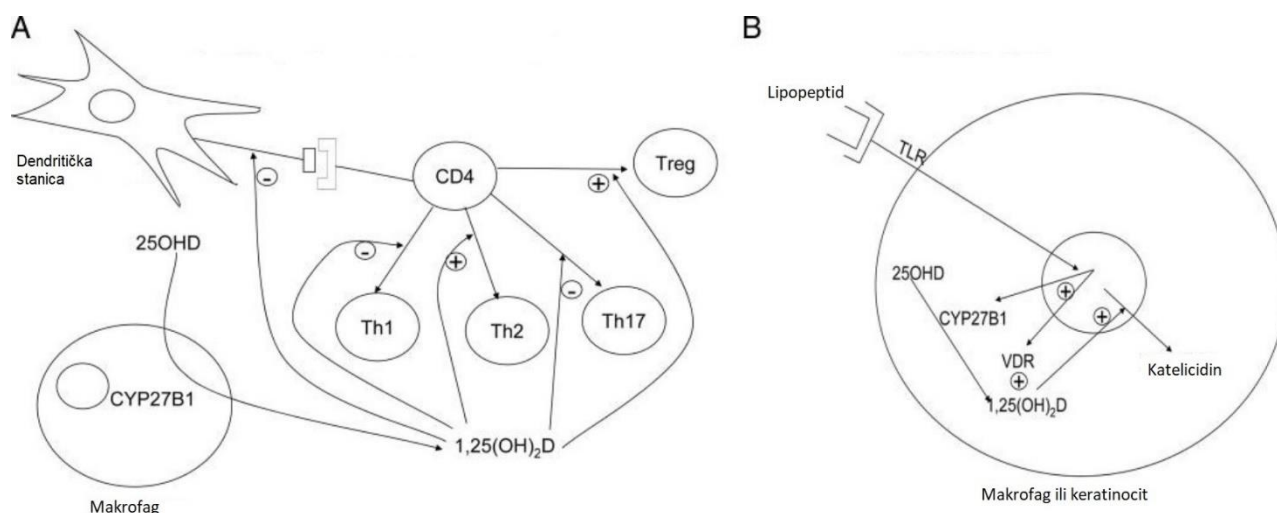 A
Dendritička
stanica
-
CD4
+
Treg
25OHD
-
+
-
Th1
Th2
Th17
CYP27B1
1,25(OH)₂D
Makrofag
B
Lipopeptid
TLR
25OHD
+
CYP27B1
+
VDR
Katelicidin
+
1,25(OH)₂D
Makrofag ili keratinocit